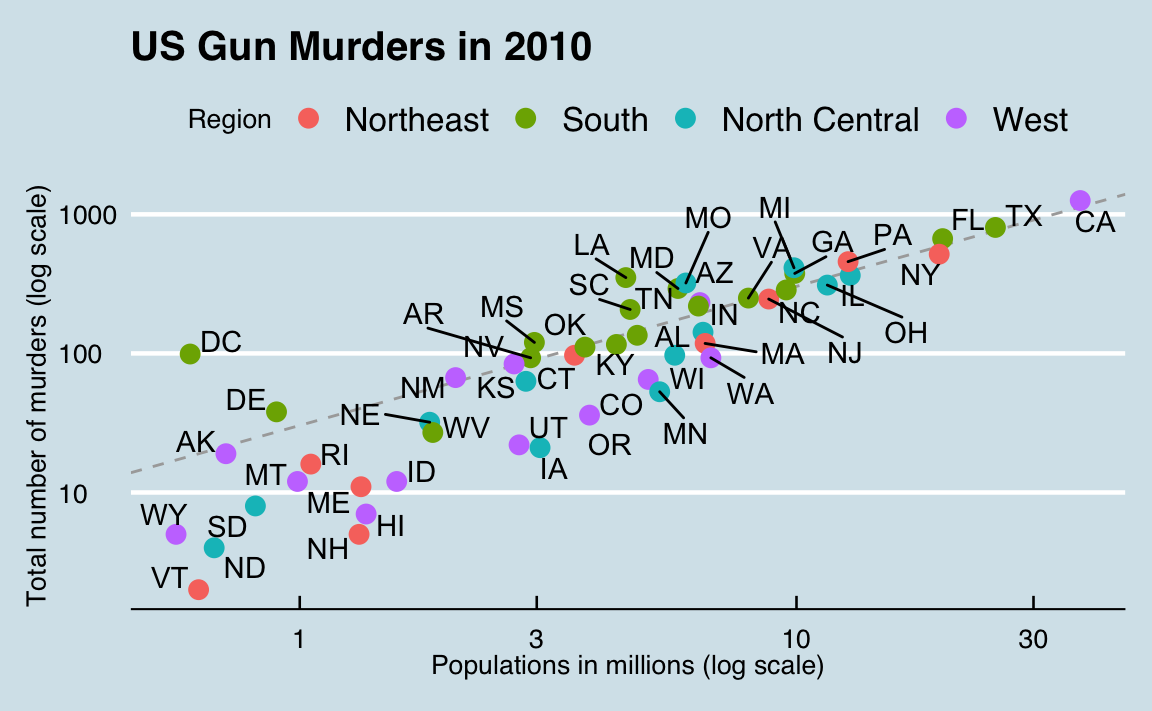 US Gun Murders in 2010
Region Northeast South North Central West
Total number of murders (log scale)
1000
100
10
MO MI
LA MD VA GA PA FL TX CA
SC TN AZ NY
AR MS OK IN NC IL OH
DC NV AL MA NJ
NM KS CT KY WI WA
DE NE WV CO MN
AK UT OR
RI IA
MT ID
ME
WY SD HI
NH
VT ND
1 3 10 30
Populations in millions (log scale)